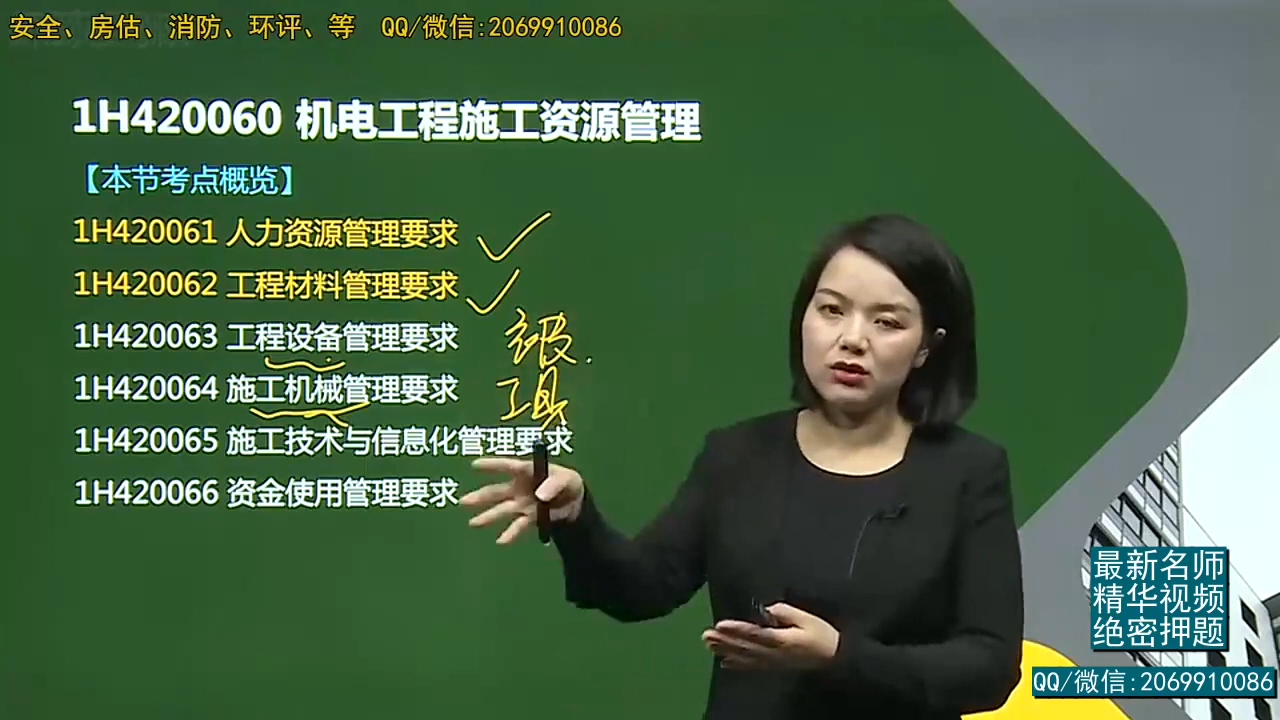 安全、房估、消防、环评、等 QQ/微信:2069910086
1H420060 机电工程施工资源管理
【本节考点概览】
1H420061 人力资源管理要求
1H420062 工程材料管理要求
1H420063 工程设备管理要求
1H420064 施工机械管理要求
1H420065 施工技术与信息化管理要求
1H420066 资金使用管理要求
工具
最新名师
精华视频
绝密押题
QQ/微信:2069910086